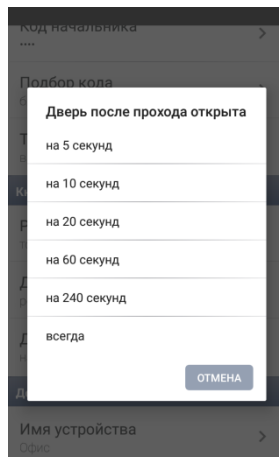 Код начальника
••••
Подбор кода
Дверь после прохода открыта
на 5 секунд
на 10 секунд
на 20 секунд
на 60 секунд
на 240 секунд
всегда
ОТМЕНА
Имя устройства
Офис